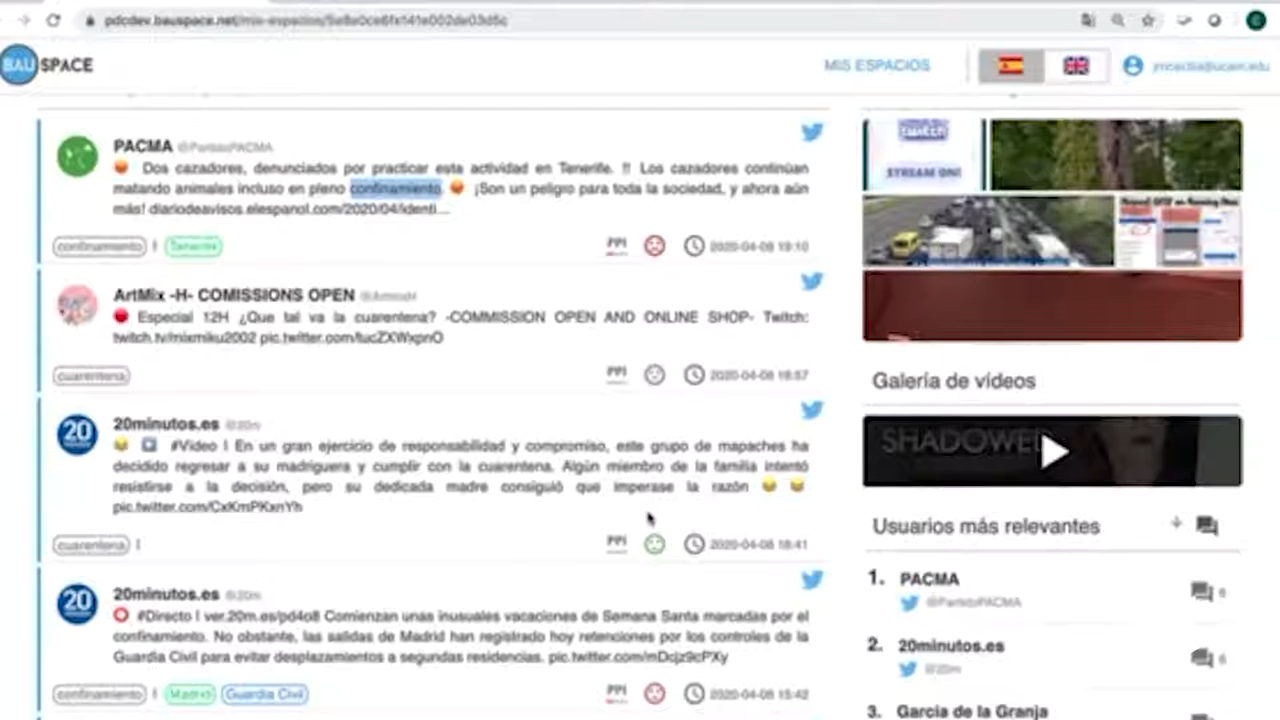 BAU SPACE
MIS ESPACIOS
PACMA @PartidoPACMA
Dos cazadores, denunciados por practicar esta actividad en Tenerife. !! Los cazadores continúan
matando animales incluso en pleno confinamiento. ¡Son un peligro para toda la sociedad, y ahora aún
más! diariodeavisos.elespanol.com/2020/04/identi...
confinamiento Tenerife
PPI 2020-04-08 19:10
ArtMix -H- COMISSIONS OPEN
Especial 12H ¿Que tal va la cuarentena? -COMMISSION OPEN AND ONLINE SHOP- Twitch:
twitch.tv/mixmiku2002 pic.twitter.com/tucZXWxpnO
cuarentena
PPI 2020-04-08 18:57
20minutos.es @20m
#Vídeo | En un gran ejercicio de responsabilidad y compromiso, este grupo de mapaches ha
decidido regresar a su madriguera y cumplir con la cuarentena. Algún miembro de la familia intentó
resistirse a la decisión, pero su dedicada madre consiguió que imperase la razón
pic.twitter.com/CxKmPKxnYh
cuarentena
PPI 2020-04-08 18:41
20minutos.es @20m
#Directo | ver.20m.es/pd4o8 Comienzan unas inusuales vacaciones de Semana Santa marcadas por el
confinamiento. No obstante, las salidas de Madrid han registrado hoy retenciones por los controles de la
Guardia Civil para evitar desplazamientos a segundas residencias. pic.twitter.com/mDcjz9cPXy
confinamiento Madrid Guardia Civil
PPI 2020-04-08 15:42
twitch
STREAM ON!
Galería de vídeos
SHADOWED
Usuarios más relevantes
1. PACMA
@PartidoPACMA
2. 20minutos.es
@20m
3. Garcia de la Granja